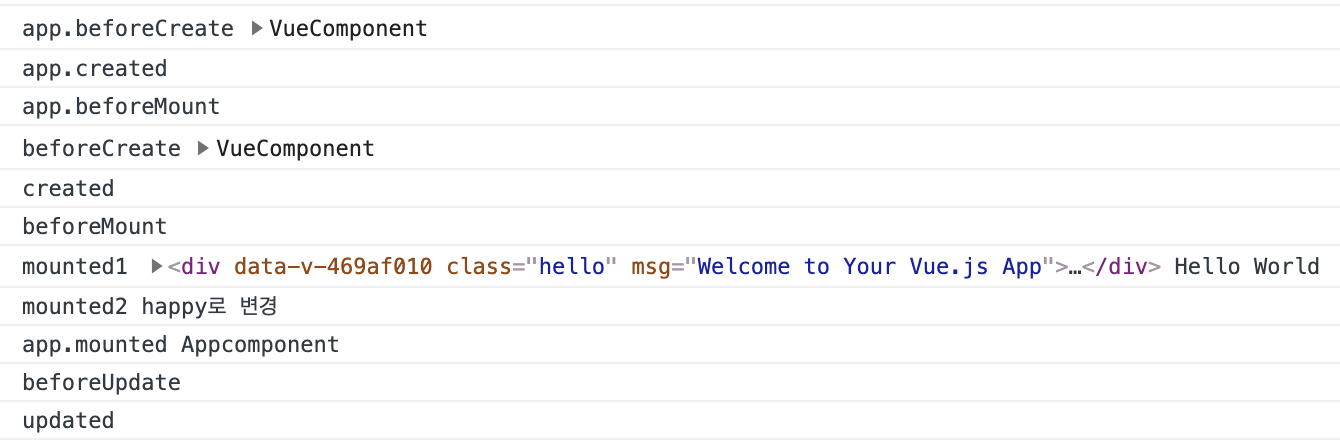 app.beforeCreate ▶VueComponent
app.created
app.beforeMount
beforeCreate ▶VueComponent
created
beforeMount
mounted1 ▶<div data-v-469af010 class="hello" msg="Welcome to Your Vue.js App">…</div> Hello World
mounted2 happy로 변경
app.mounted Appcomponent
beforeUpdate
updated